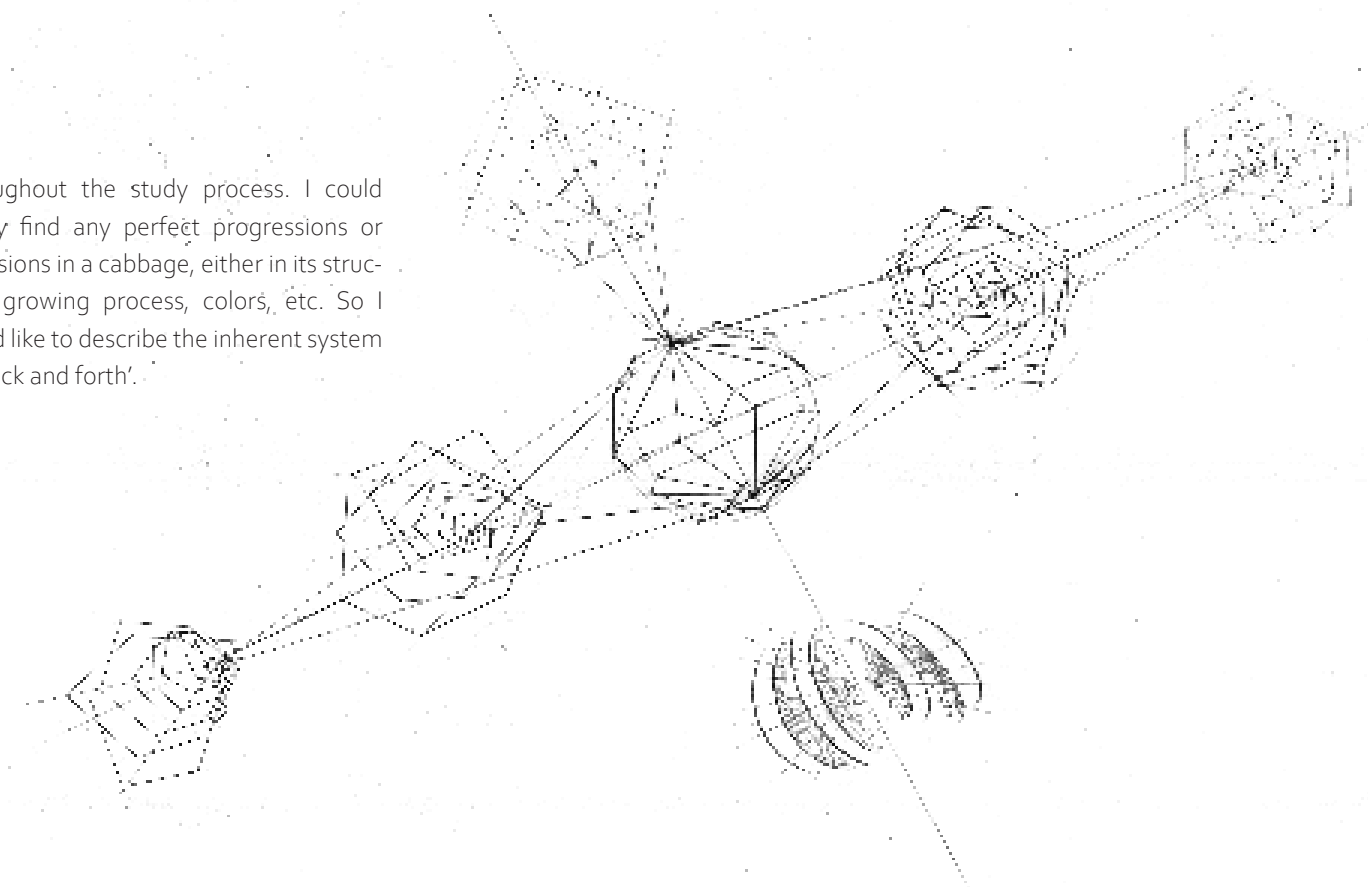 ughout the study process. I could
y find any perfect progressions or
sions in a cabbage, either in its struc-
growing process, colors, etc. So I
d like to describe the inherent system
ck and forth'.